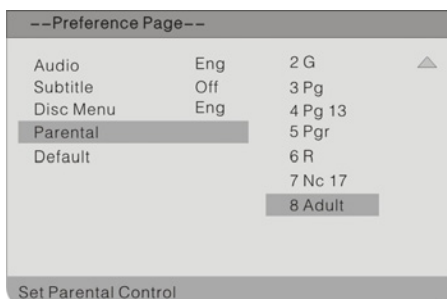 --Preference Page--
Audio Eng
Subtitle Off
Disc Menu Eng
Parental
Default
2 G
3 Pg
4 Pg 13
5 Pgr
6 R
7 Nc 17
8 Adult
Set Parental Control